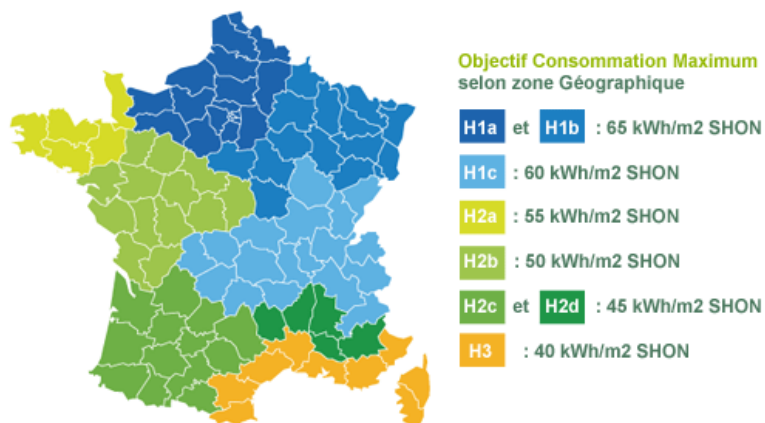 Objectif Consommation Maximum
selon zone Géographique
H1a et H1b : 65 kWh/m2 SHON
H1c : 60 kWh/m2 SHON
H2a : 55 kWh/m2 SHON
H2b : 50 kWh/m2 SHON
H2c et H2d : 45 kWh/m2 SHON
H3 : 40 kWh/m2 SHON